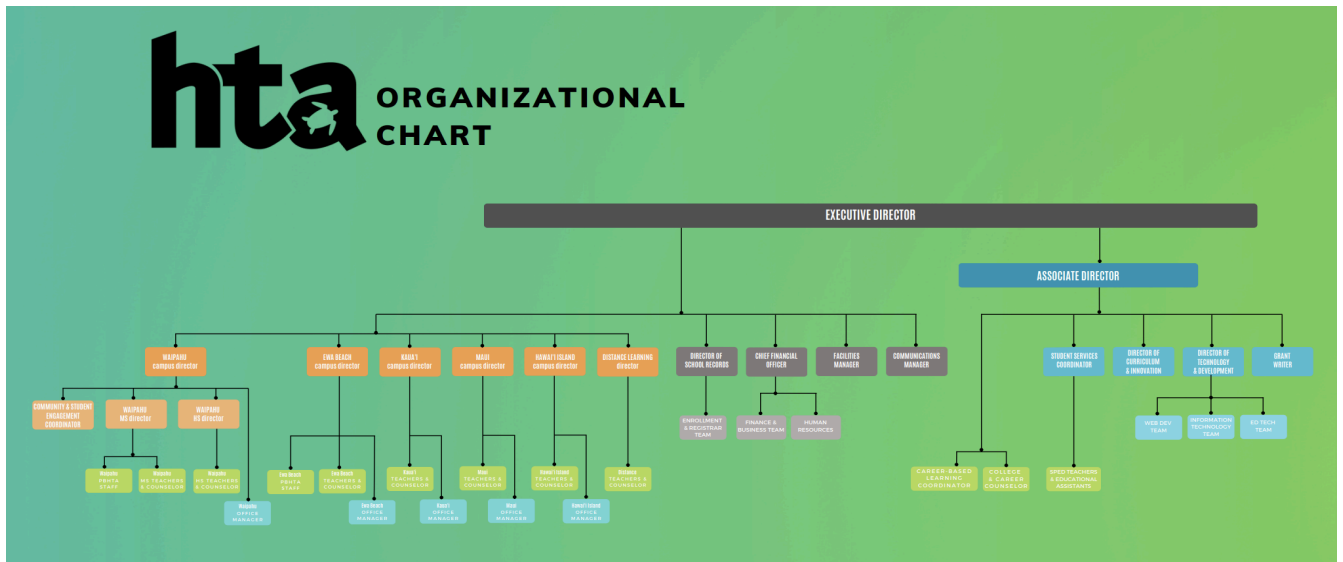 hta
ORGANIZATIONAL
CHART
EXECUTIVE DIRECTOR
ASSOCIATE DIRECTOR
WAIPAHU
campus director
EWA BEACH
campus director
KAUA'I
campus director
MAUI
campus director
HAWAI'I ISLAND
campus director
DISTANCE LEARNING
director
DIRECTOR OF
SCHOOL RECORDS
CHIEF FINANCIAL
OFFICER
FACILITIES
MANAGER
COMMUNICATIONS
MANAGER
STUDENT SERVICES
COORDINATOR
DIRECTOR OF
CURRICULUM
& INNOVATION
DIRECTOR OF
TECHNOLOGY
& DEVELOPMENT
GRANT
WRITER
COMMUNITY & STUDENT
ENGAGEMENT
COORDINATOR
WAIPAHU
MS director
WAIPAHU
HS director
ENROLLMENT
& REGISTRAR
TEAM
FINANCE &
BUSINESS TEAM
HUMAN
RESOURCES
WEB DEV
TEAM
INFORMATION
TECHNOLOGY
TEAM
ED TECH
TEAM
Waipahu
PBHTA
STAFF
Waipahu
MS TEACHERS
& COUNSELOR
Waipahu
HS TEACHERS
& COUNSELOR
Ewa Beach
PBHTA
STAFF
Ewa Beach
TEACHERS &
COUNSELOR
Kaua'i
TEACHERS &
COUNSELOR
Maui
TEACHERS &
COUNSELOR
Hawai'i Island
TEACHERS &
COUNSELOR
Distance
TEACHERS &
COUNSELOR
CAREER-BASED
LEARNING
COORDINATOR
COLLEGE
& CAREER
COUNSELOR
SPED TEACHERS
& EDUCATIONAL
ASSISTANTS
Waipahu
OFFICE
MANAGER
Ewa Beach
OFFICE
MANAGER
Kaua'i
OFFICE
MANAGER
Maui
OFFICE
MANAGER
Hawai'i Island
OFFICE
MANAGER